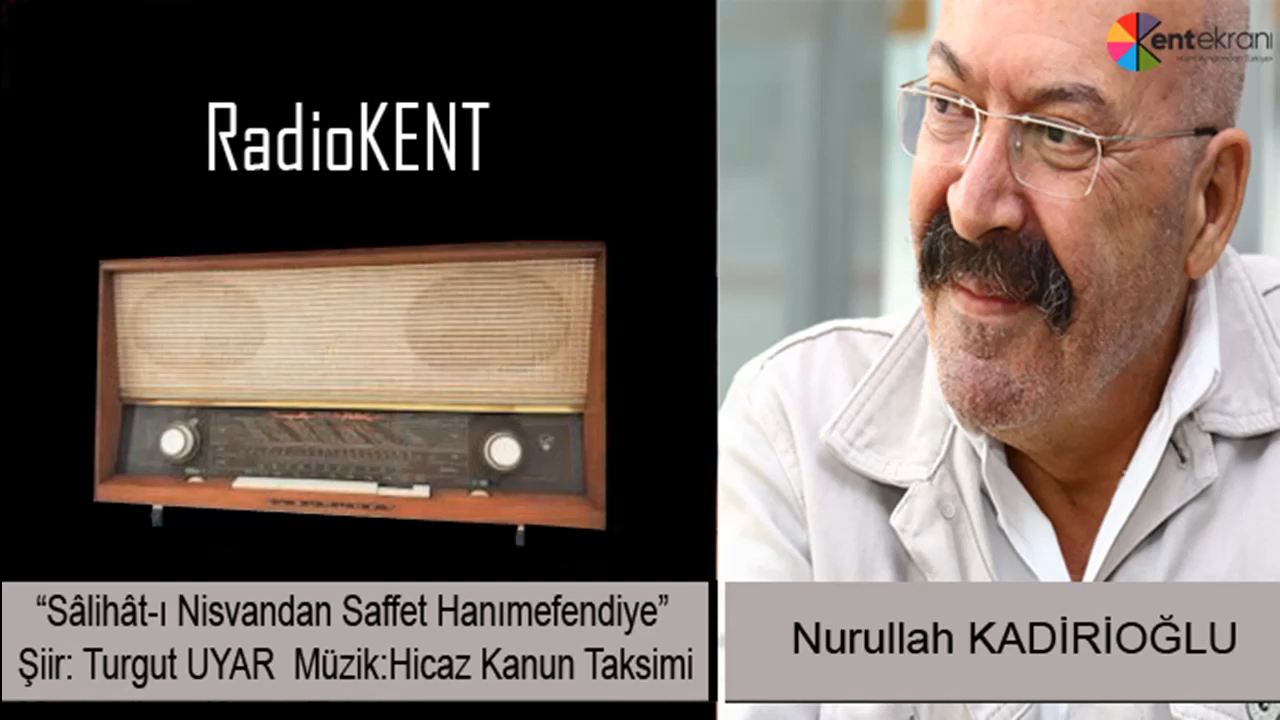 RadioKENT
“Sâlihât-ı Nisvandan Saffet Hanımefendiye”
Şiir: Turgut UYAR Müzik:Hicaz Kanun Taksimi
Kentekranı
Nurullah KADİRİOĞLU